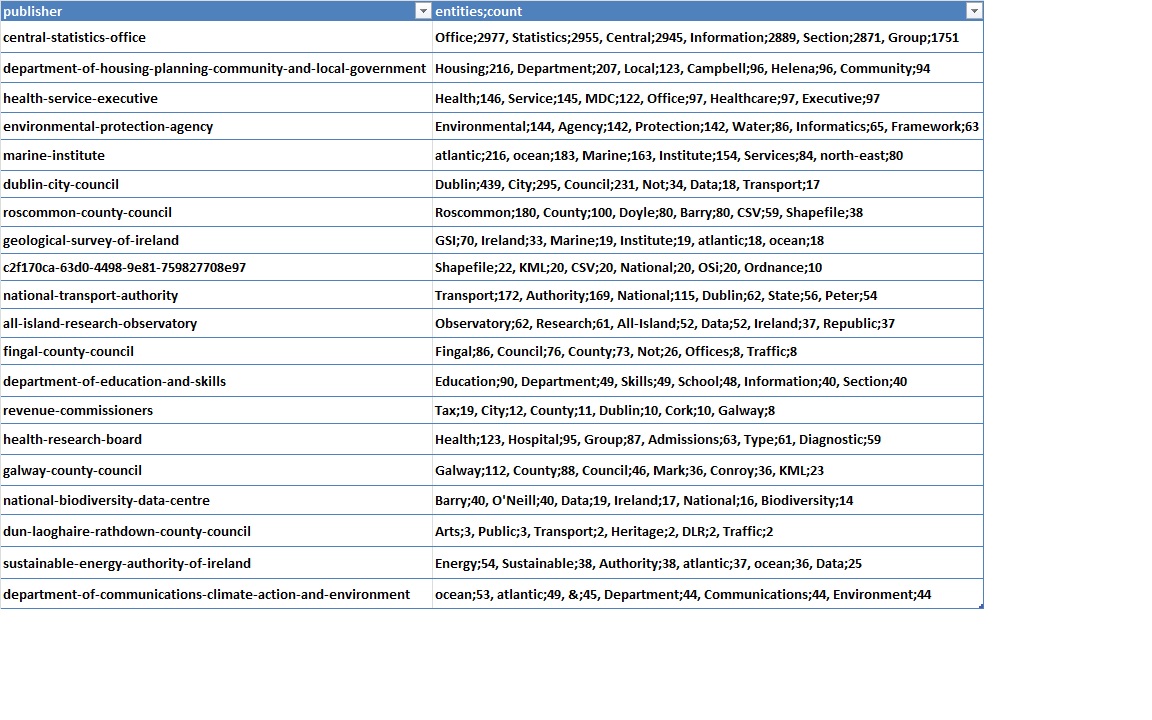 publisher entities;count
central-statistics-office Office;2977, Statistics;2955, Central;2945, Information;2889, Section;2871, Group;1751
department-of-housing-planning-community-and-local-government Housing;216, Department;207, Local;123, Campbell;96, Helena;96, Community;94
health-service-executive Health;146, Service;145, MDC;122, Office;97, Healthcare;97, Executive;97
environmental-protection-agency Environmental;144, Agency;142, Protection;142, Water;86, Informatics;65, Framework;63
marine-institute atlantic;216, ocean;183, Marine;163, Institute;154, Services;84, north-east;80
dublin-city-council Dublin;439, City;295, Council;231, Not;34, Data;18, Transport;17
roscommon-county-council Roscommon;180, County;100, Doyle;80, Barry;80, CSV;59, Shapefile;38
geological-survey-of-ireland GSI;70, Ireland;33, Marine;19, Institute;19, atlantic;18, ocean;18
c2f170ca-63d0-4498-9e81-759827708e97 Shapefile;22, KML;20, CSV;20, National;20, OSi;20, Ordnance;10
national-transport-authority Transport;172, Authority;169, National;115, Dublin;62, State;56, Peter;54
all-island-research-observatory Observatory;62, Research;61, All-Island;52, Data;52, Ireland;37, Republic;37
fingal-county-council Fingal;86, Council;76, County;73, Not;26, Offices;8, Traffic;8
department-of-education-and-skills Education;90, Department;49, Skills;49, School;48, Information;40, Section;40
revenue-commissioners Tax;19, City;12, County;11, Dublin;10, Cork;10, Galway;8
health-research-board Health;123, Hospital;95, Group;87, Admissions;63, Type;61, Diagnostic;59
galway-county-council Galway;112, County;88, Council;46, Mark;36, Conroy;36, KML;23
national-biodiversity-data-centre Barry;40, O'Neill;40, Data;19, Ireland;17, National;16, Biodiversity;14
dun-laoghaire-rathdown-county-council Arts;3, Public;3, Transport;2, Heritage;2, DLR;2, Traffic;2
sustainable-energy-authority-of-ireland Energy;54, Sustainable;38, Authority;38, atlantic;37, ocean;36, Data;25
department-of-communications-climate-action-and-environment ocean;53, atlantic;49, &;45, Department;44, Communications;44, Environment;44